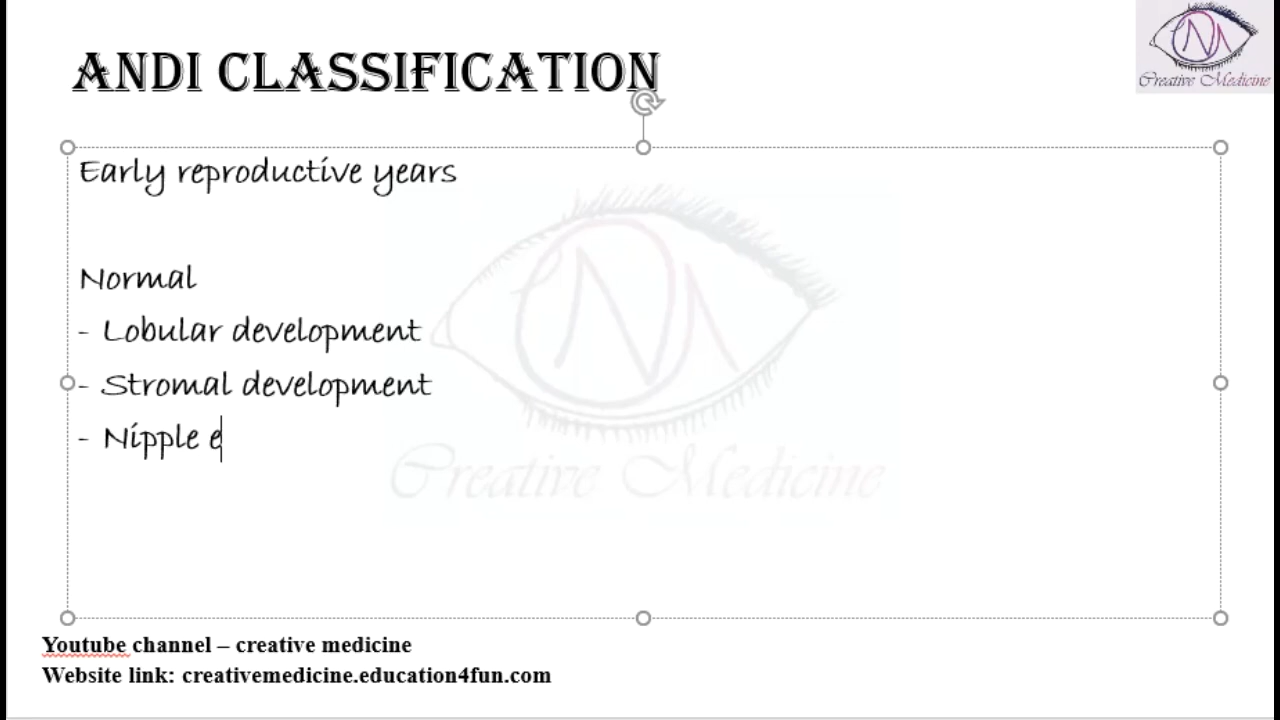 ANDI CLASSIFICATION
Creative Medicine
Early reproductive years
Normal
- Lobular development
- Stromal development
- Nipple e
Creative Medicine
Youtube channel – creative medicine
Website link: creativemedicine.education4fun.com